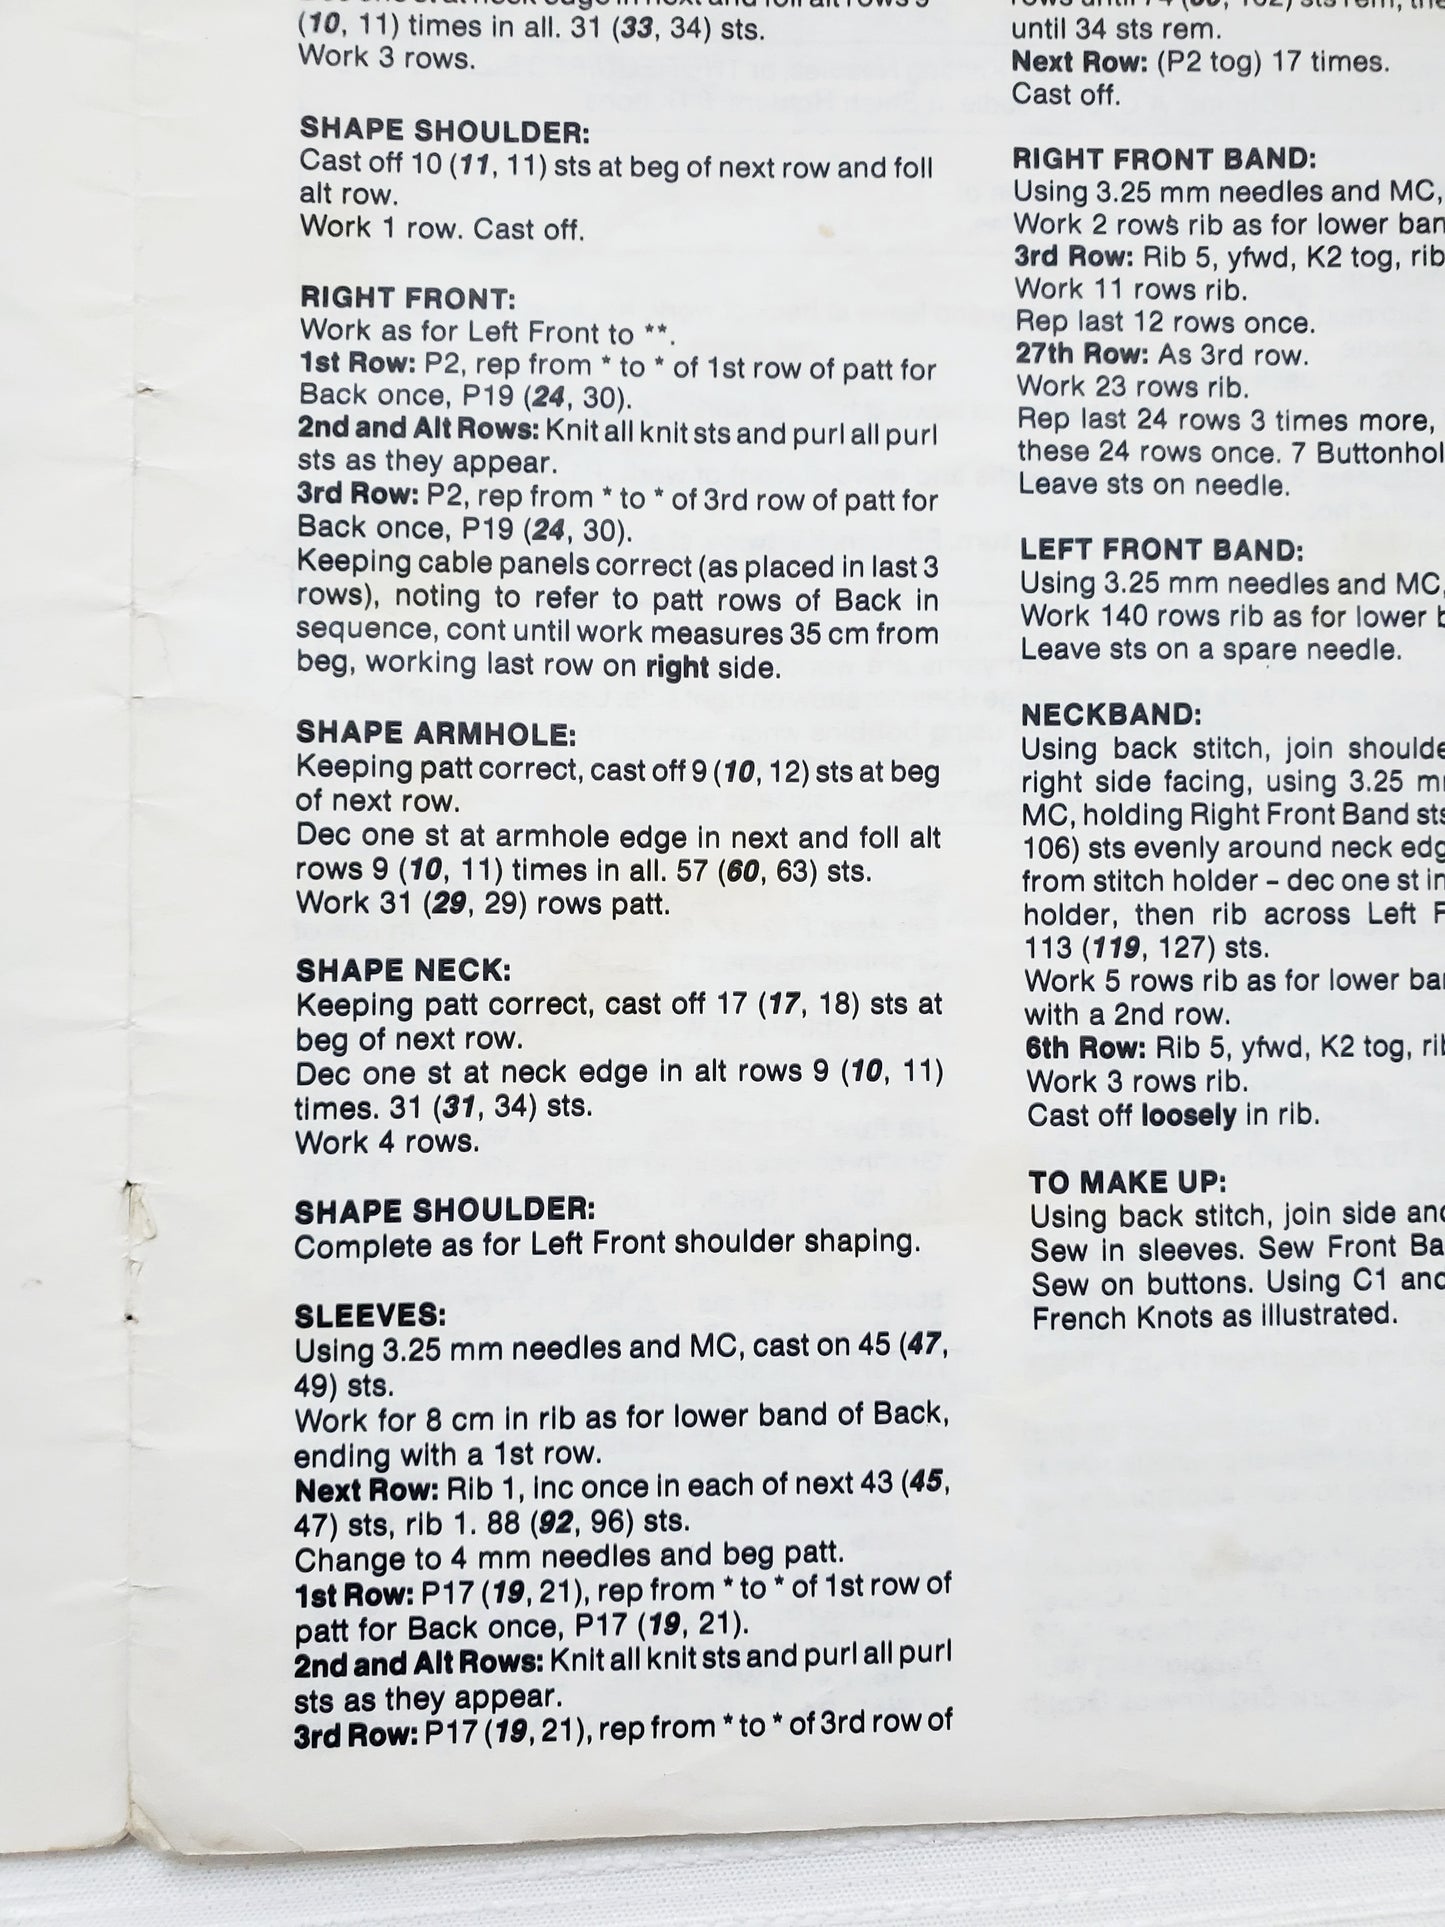 (10, 11) times in all. 31 (33, 34) sts.
Work 3 rows.
SHAPE SHOULDER:
Cast off 10 (11, 11) sts at beg of next row and foll
alt row.
Work 1 row. Cast off.
RIGHT FRONT:
Work as for Left Front to **.
1st Row: P2, rep from * to * of 1st row of patt for
Back once, P19 (24, 30).
2nd and Alt Rows: Knit all knit sts and purl all purl
sts as they appear.
3rd Row: P2, rep from * to * of 3rd row of patt for
Back once, P19 (24, 30).
Keeping cable panels correct (as placed in last 3
rows), noting to refer to patt rows of Back in
sequence, cont until work measures 35 cm from
beg, working last row on right side.
SHAPE ARMHOLE:
Keeping patt correct, cast off 9 (10, 12) sts at beg
of next row.
Dec one st at armhole edge in next and foll alt
rows 9 (10, 11) times in all. 57 (60, 63) sts.
Work 31 (29, 29) rows patt.
SHAPE NECK:
Keeping patt correct, cast off 17 (17, 18) sts at
beg of next row.
Dec one st at neck edge in alt rows 9 (10, 11)
times. 31 (31, 34) sts.
Work 4 rows.
SHAPE SHOULDER:
Complete as for Left Front shoulder shaping.
SLEEVES:
Using 3.25 mm needles and MC, cast on 45 (47,
49) sts.
Work for 8 cm in rib as for lower band of Back,
ending with a 1st row.
Next Row: Rib 1, inc once in each of next 43 (45,
47) sts, rib 1. 88 (92, 96) sts.
Change to 4 mm needles and beg patt.
1st Row: P17 (19, 21), rep from * to * of 1st row of
patt for Back once, P17 (19, 21).
2nd and Alt Rows: Knit all knit sts and purl all purl
sts as they appear.
3rd Row: P17 (19, 21), rep from * to * of 3rd row of
until 34 sts rem.
Next Row: (P2 tog) 17 times.
Cast off.
RIGHT FRONT BAND:
Using 3.25 mm needles and MC,
Work 2 rows rib as for lower
3rd Row: Rib 5, yfwd, K2 tog, rib
Work 11 rows rib.
Rep last 12 rows once.
27th Row: As 3rd row.
Work 23 rows rib.
Rep last 24 rows 3 times more,
these 24 rows once. 7
Leave sts on needle.
LEFT FRONT BAND:
Using 3.25 mm needles and MC,
Work 140 rows rib as for lower
Leave sts on a spare needle.
NECKBAND:
Using back stitch, join
right side facing, using 3.25
MC, holding Right Front Band sts
106) sts evenly around neck
from stitch holder – dec one st in
holder, then rib across Left
113 (119, 127) sts.
Work 5 rows rib as for lower
with a 2nd row.
6th Row: Rib 5, yfwd, K2 tog,
Work 3 rows rib.
Cast off loosely in rib.
TO MAKE UP:
Using back stitch, join side
Sew in sleeves. Sew Front
Sew on buttons. Using C1
French Knots as illustrated.